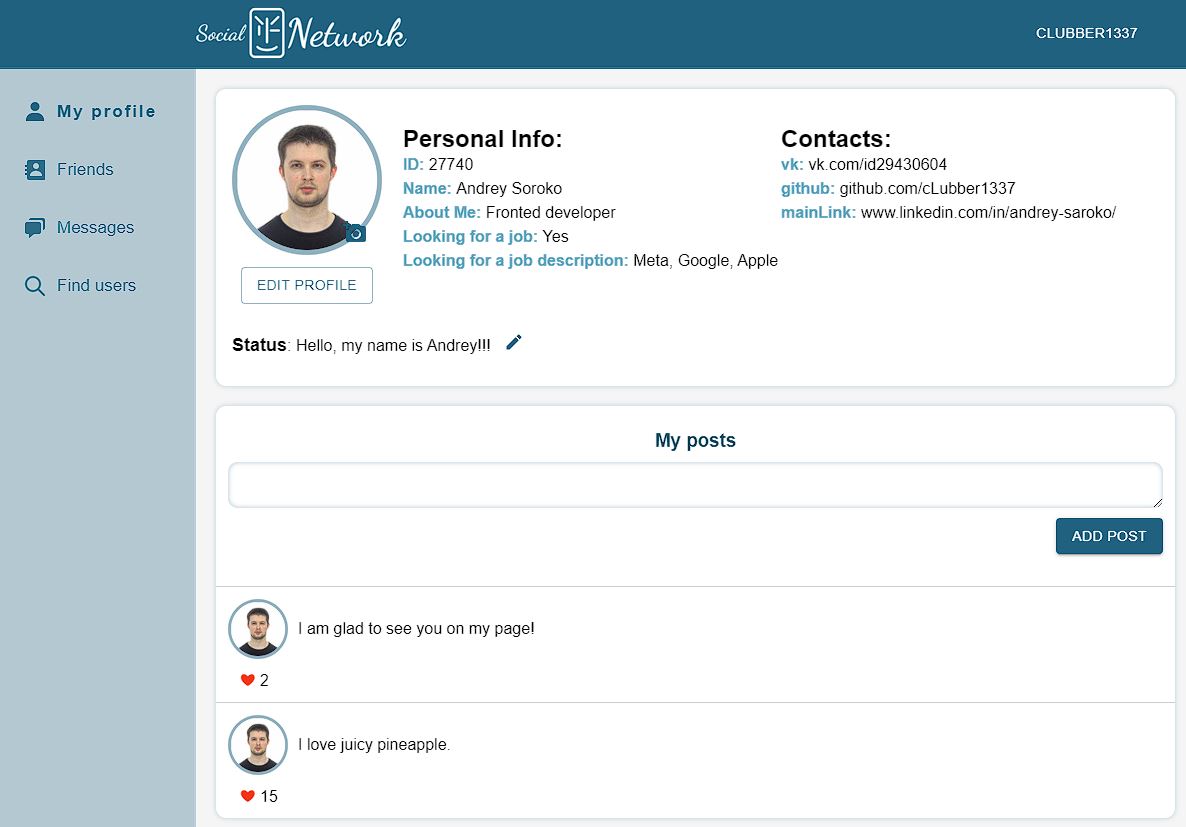 Social Network
CLUBBER1337
My profile
Friends
Messages
Find users
Personal Info:
ID: 27740
Name: Andrey Soroko
About Me: Fronted developer
Looking for a job: Yes
Looking for a job description: Meta, Google, Apple
Contacts:
vk: vk.com/id29430604
github: github.com/cLubber1337
mainLink: www.linkedin.com/in/andrey-saroko/
EDIT PROFILE
Status: Hello, my name is Andrey!!!
My posts
ADD POST
I am glad to see you on my page!
2
I love juicy pineapple.
15